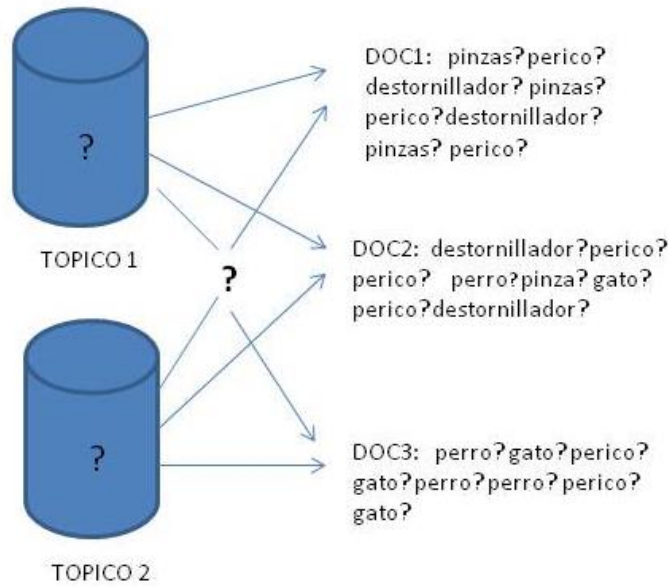 ?
TOPICO 1
?
?
TOPICO 2
DOC1: pinzas?perico?
destornillador? pinzas?
perico?destornillador?
pinzas? perico?
DOC2: destornillador?perico?
perico? perro?pinza? gato?
perico?destornillador?
DOC3: perro?gato?perico?
gato?perro?perro?perico?
gato?